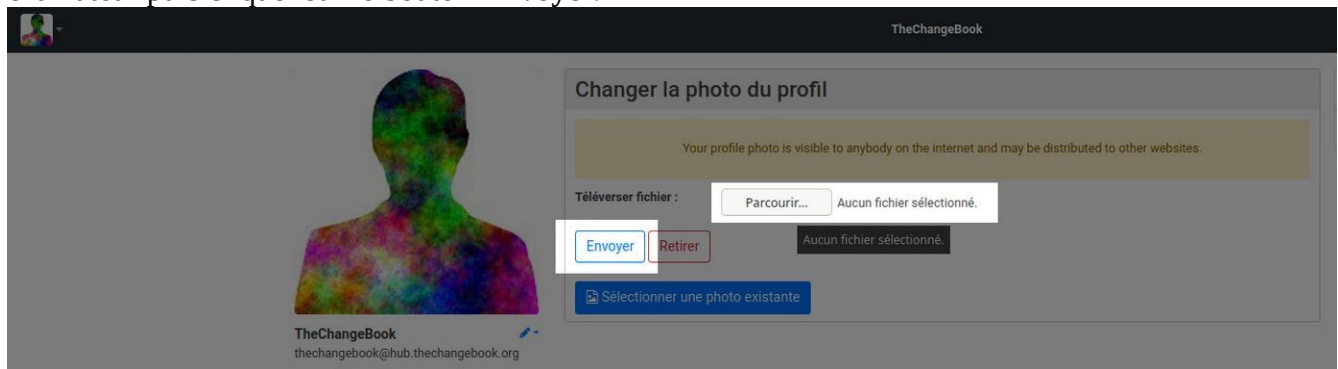 TheChangeBook
Changer la photo du profil
Your profile photo is visible to anybody on the internet and may be distributed to other websites.
Téléverser fichier :
Parcourir... Aucun fichier sélectionné.
Envoyer Retirer
Aucun fichier sélectionné.
Sélectionner une photo existante
TheChangeBook
thechangebook@hub.thechangebook.org